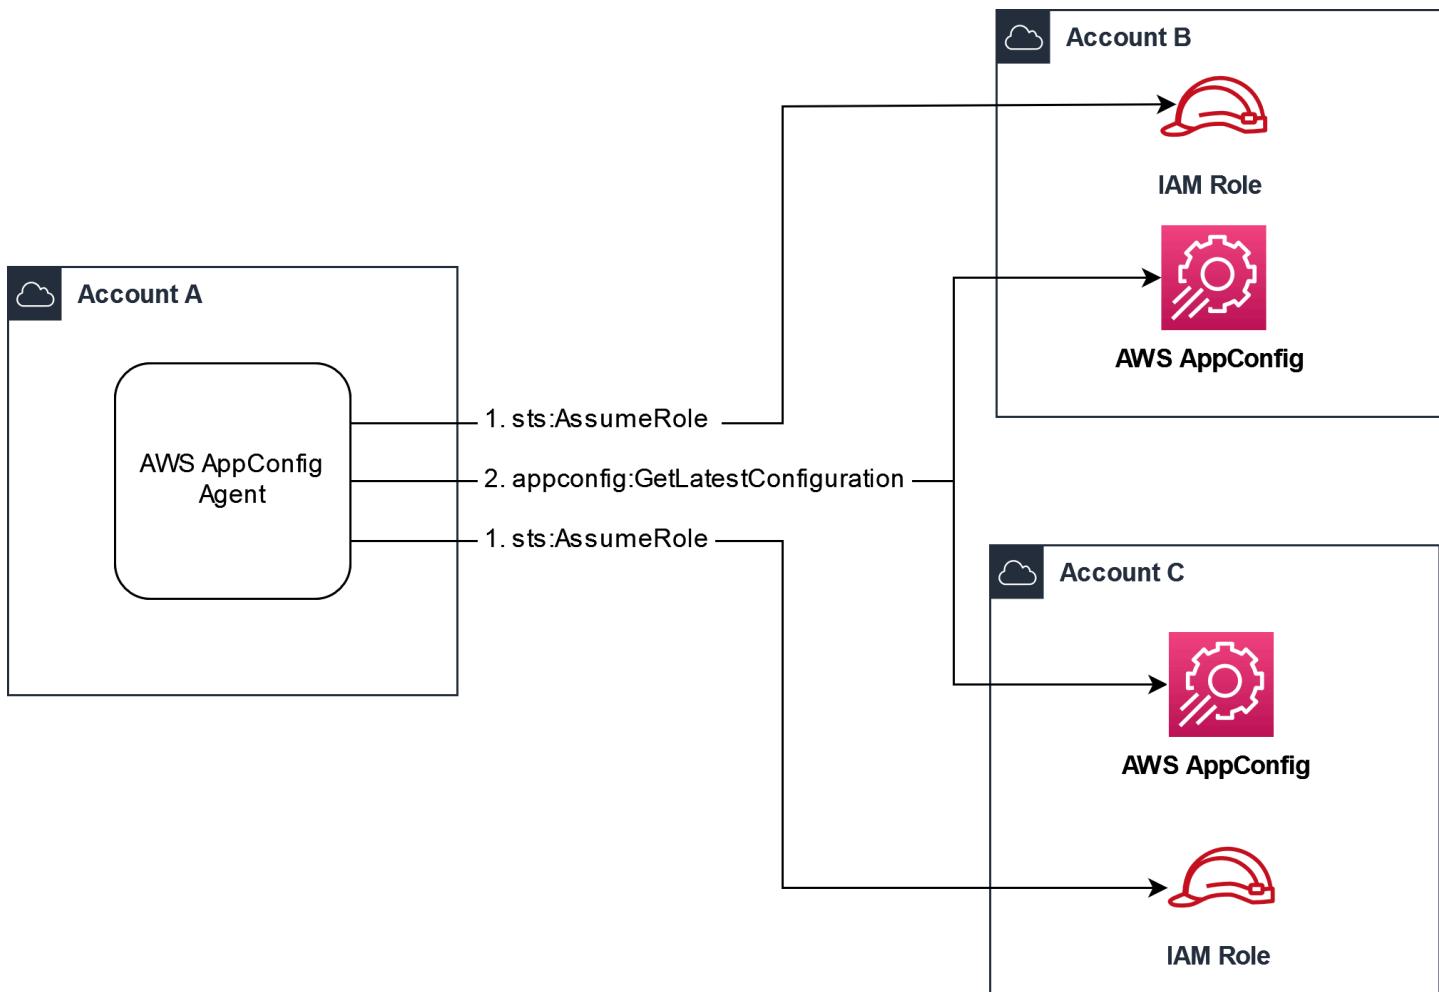 Account B
IAM Role
AWS AppConfig
Account A
AWS AppConfig
Agent
1. sts:AssumeRole
2. appconfig:GetLatestConfiguration
1. sts:AssumeRole
Account C
AWS AppConfig
IAM Role